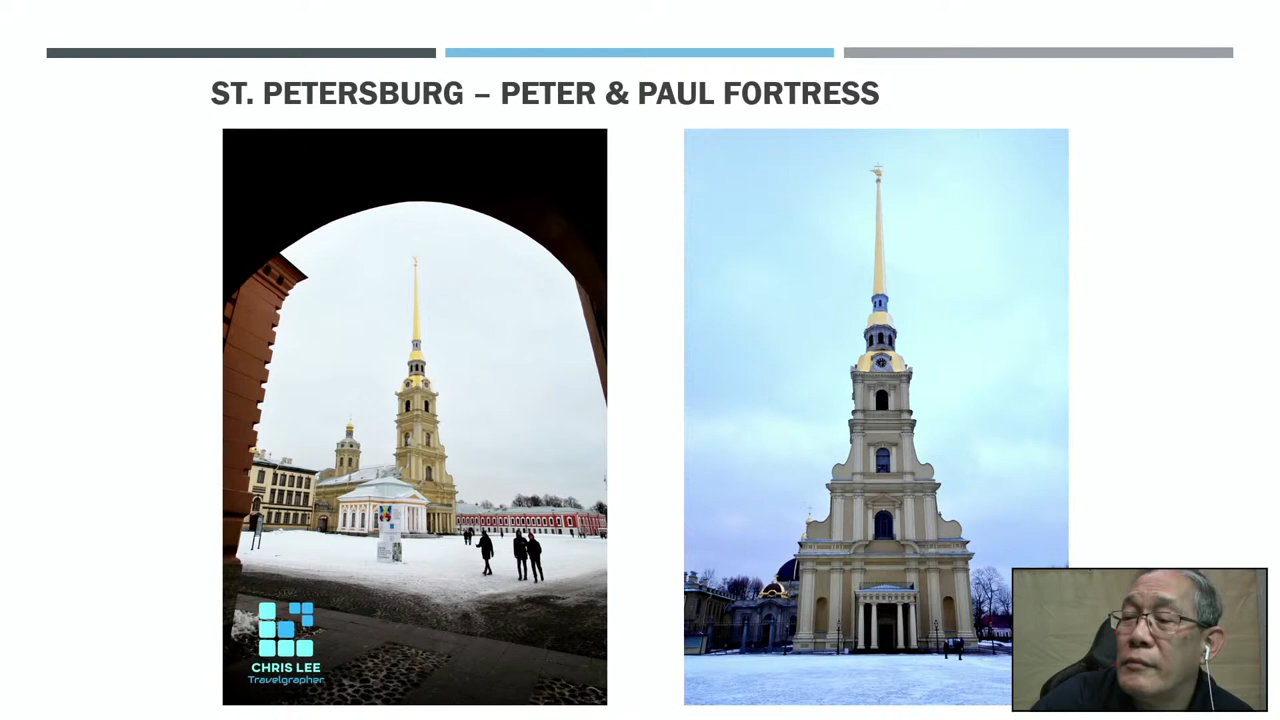 ST. PETERSBURG – PETER & PAUL FORTRESS
CHRIS LEE
Travelgrapher